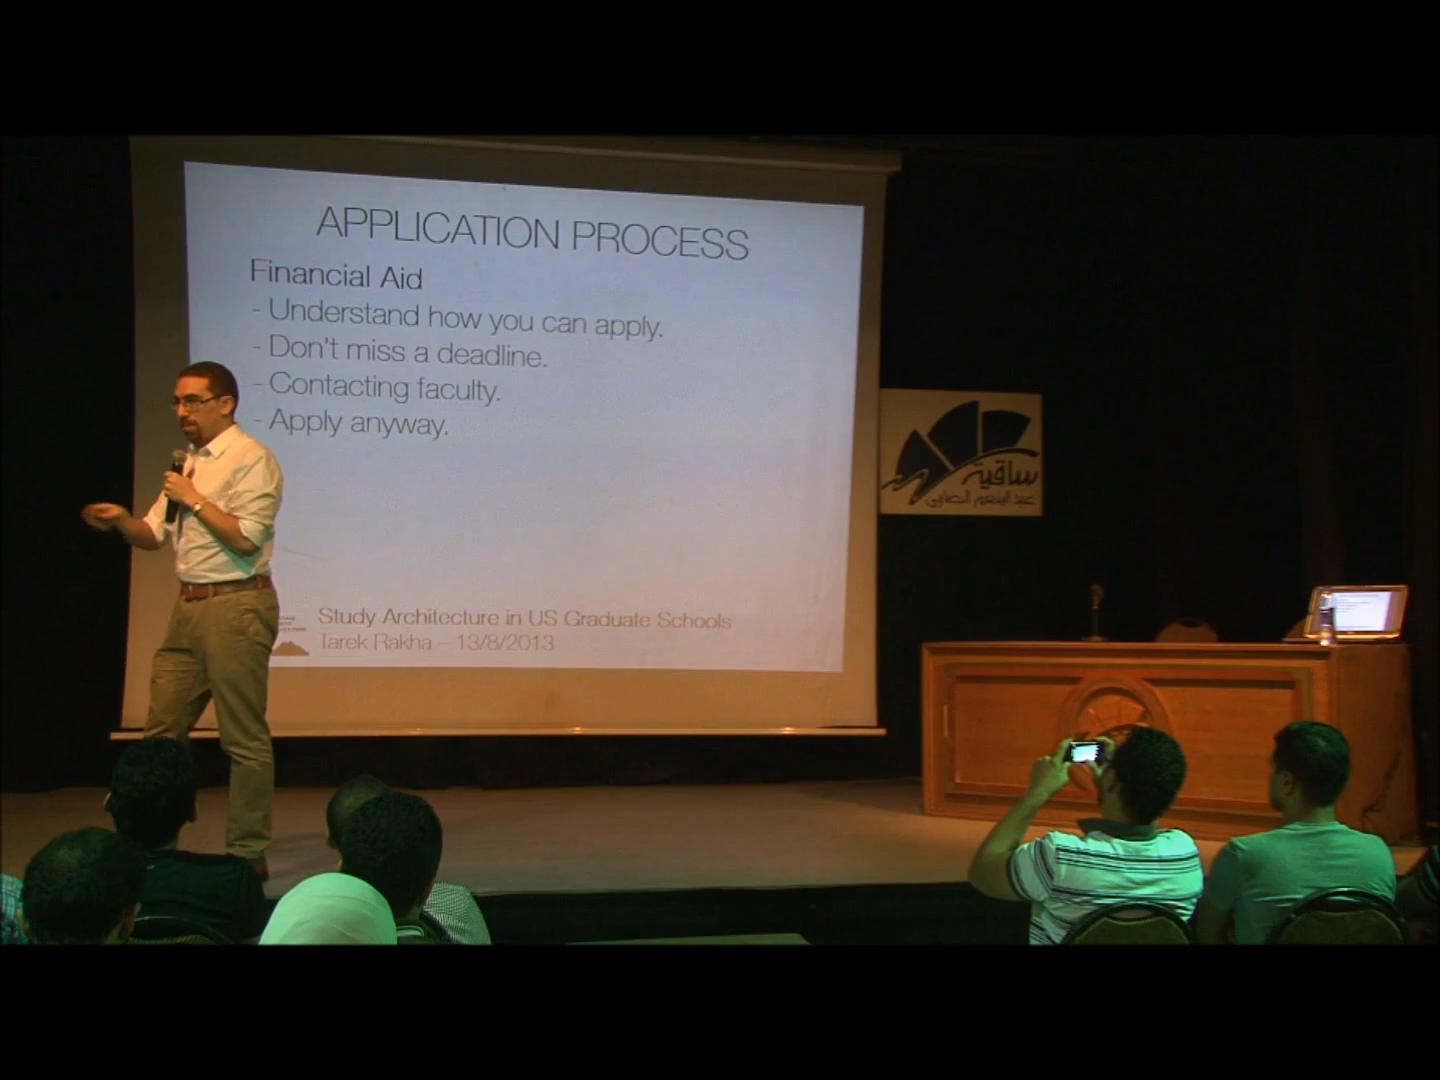 APPLICATION PROCESS
Financial Aid
- Understand how you can apply.
- Don't miss a deadline.
- Contacting faculty.
- Apply anyway.
Study Architecture in US Graduate Schools
Tarek Rakha – 13/8/2013
ساقية
عبد المنعم الصاوي